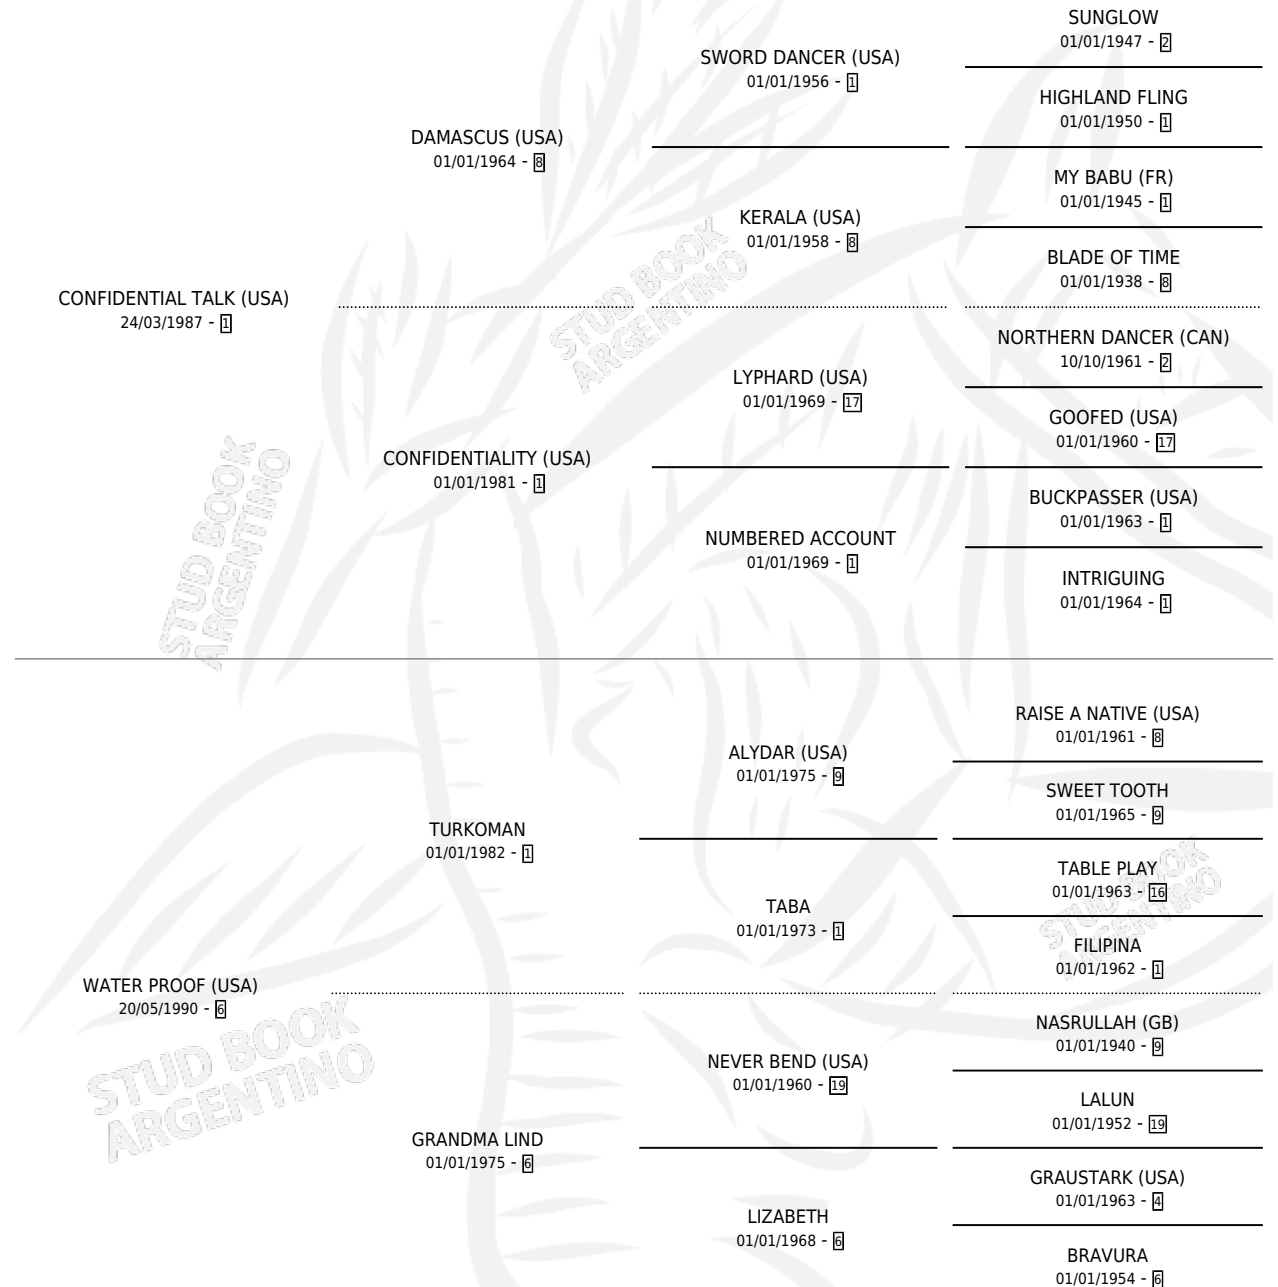 SUNGLOW
01/01/1947 - 2
SWORD DANCER (USA)
01/01/1956 - 1
HIGHLAND FLING
01/01/1950 - 1
DAMASCUS (USA)
01/01/1964 - 8
MY BABU (FR)
01/01/1945 - 1
KERALA (USA)
01/01/1958 - 8
BLADE OF TIME
01/01/1938 - 8
CONFIDENTIAL TALK (USA)
24/03/1987 - 1
NORTHERN DANCER (CAN)
10/10/1961 - 2
LYPHARD (USA)
01/01/1969 - 17
GOOFED (USA)
01/01/1960 - 17
CONFIDENTIALITY (USA)
01/01/1981 - 1
BUCKPASSER (USA)
01/01/1963 - 1
NUMBERED ACCOUNT
01/01/1969 - 1
INTRIGUING
01/01/1964 - 1
RAISE A NATIVE (USA)
01/01/1961 - 8
ALYDAR (USA)
01/01/1975 - 9
SWEET TOOTH
01/01/1965 - 9
TURKOMAN
01/01/1982 - 1
TABLE PLAY
01/01/1963 - 16
TABA
01/01/1973 - 1
FILIPINA
01/01/1962 - 1
WATER PROOF (USA)
20/05/1990 - 6
NASRULLAH (GB)
01/01/1940 - 9
NEVER BEND (USA)
01/01/1960 - 19
LALUN
01/01/1952 - 19
GRANDMA LIND
01/01/1975 - 6
GRAUSTARK (USA)
01/01/1963 - 4
LIZABETH
01/01/1968 - 6
BRAVURA
01/01/1954 - 6
STUD BOOK
ARGENTINO
STUD BOOK
ARGENTINO
STUD BOOK
ARGENTINO
STUD BOOK
ARGENTINO